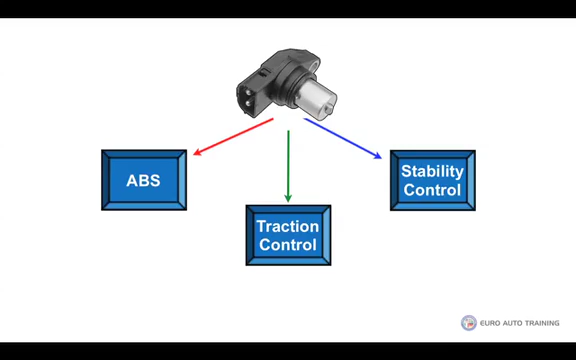 ABS
Traction
Control
Stability
Control
EURO AUTO TRAINING